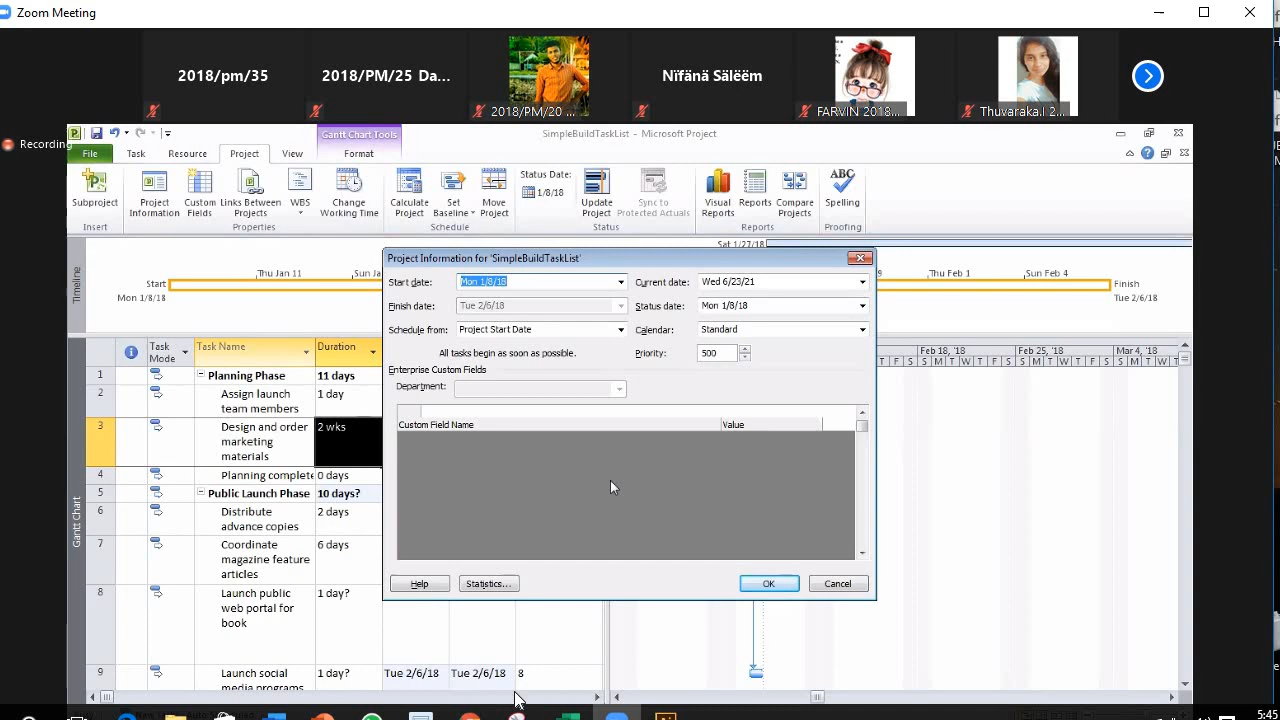 Zoom Meeting
2018/pm/35
2018/PM/25 Da...
2018/PM/20 ...
Nïfänä Sälëëm
FARVIN 2018...
Thuvaraka.I 2...
Recording
SimpleBuildTaskList – Microsoft Project
Gantt Chart Tools
File
Task
Resource
Project
View
Format
Subproject
Project Information
Custom Fields
Links Between Projects
WBS
Change Working Time
Calculate Project
Set Baseline
Move Project
Status Date:
1/8/18
Update Project
Sync to Protected Actuals
Visual Reports
Reports
Compare Projects
ABC
Spelling
Insert
Properties
Schedule
Status
Reports
Proofing
Timeline
Sat 1/27/18
Thu Jan 11
Thu Feb 1
Sun Feb 4
Start
Mon 1/8/18
Finish
Tue 2/6/18
Project Information for 'SimpleBuildTaskList'
Start date:
Mon 1/8/18
Current date:
Wed 6/23/21
Finish date:
Tue 2/6/18
Status date:
Mon 1/8/18
Schedule from:
Project Start Date
Calendar:
Standard
All tasks begin as soon as possible.
Priority:
500
Enterprise Custom Fields
Department:
Custom Field Name
Value
Help
Statistics...
OK
Cancel
Gantt Chart
Task Mode
Task Name
Duration
Feb 18, '18
Feb 25, '18
Mar 4, '18
1 Planning Phase 11 days
2 Assign launch team members 1 day
3 Design and order marketing materials 2 wks
4 Planning complete 0 days
5 Public Launch Phase 10 days?
6 Distribute advance copies 2 days
7 Coordinate magazine feature articles 6 days
8 Launch public web portal for book 1 day?
9 Launch social media programs 1 day? Tue 2/6/18 Tue 2/6/18 8
5:45